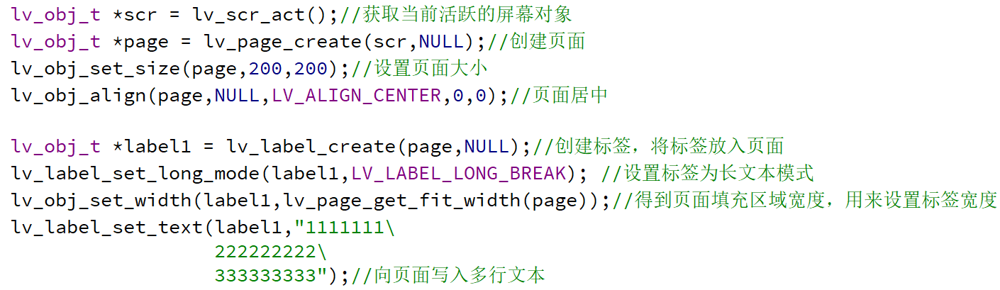 lv_obj_t *scr = lv_scr_act();//获取当前活跃的屏幕对象
lv_obj_t *page = lv_page_create(scr,NULL);//创建页面
lv_obj_set_size(page,200,200);//设置页面大小
lv_obj_align(page,NULL,LV_ALIGN_CENTER,0,0);//页面居中
lv_obj_t *label1 = lv_label_create(page,NULL);//创建标签，将标签放入页面
lv_label_set_long_mode(label1,LV_LABEL_LONG_BREAK); //设置标签为长文本模式
lv_obj_set_width(label1,lv_page_get_fit_width(page));//得到页面填充区域宽度，用来设置标签宽度
lv_label_set_text(label1,"1111111\
222222222\
333333333");//向页面写入多行文本